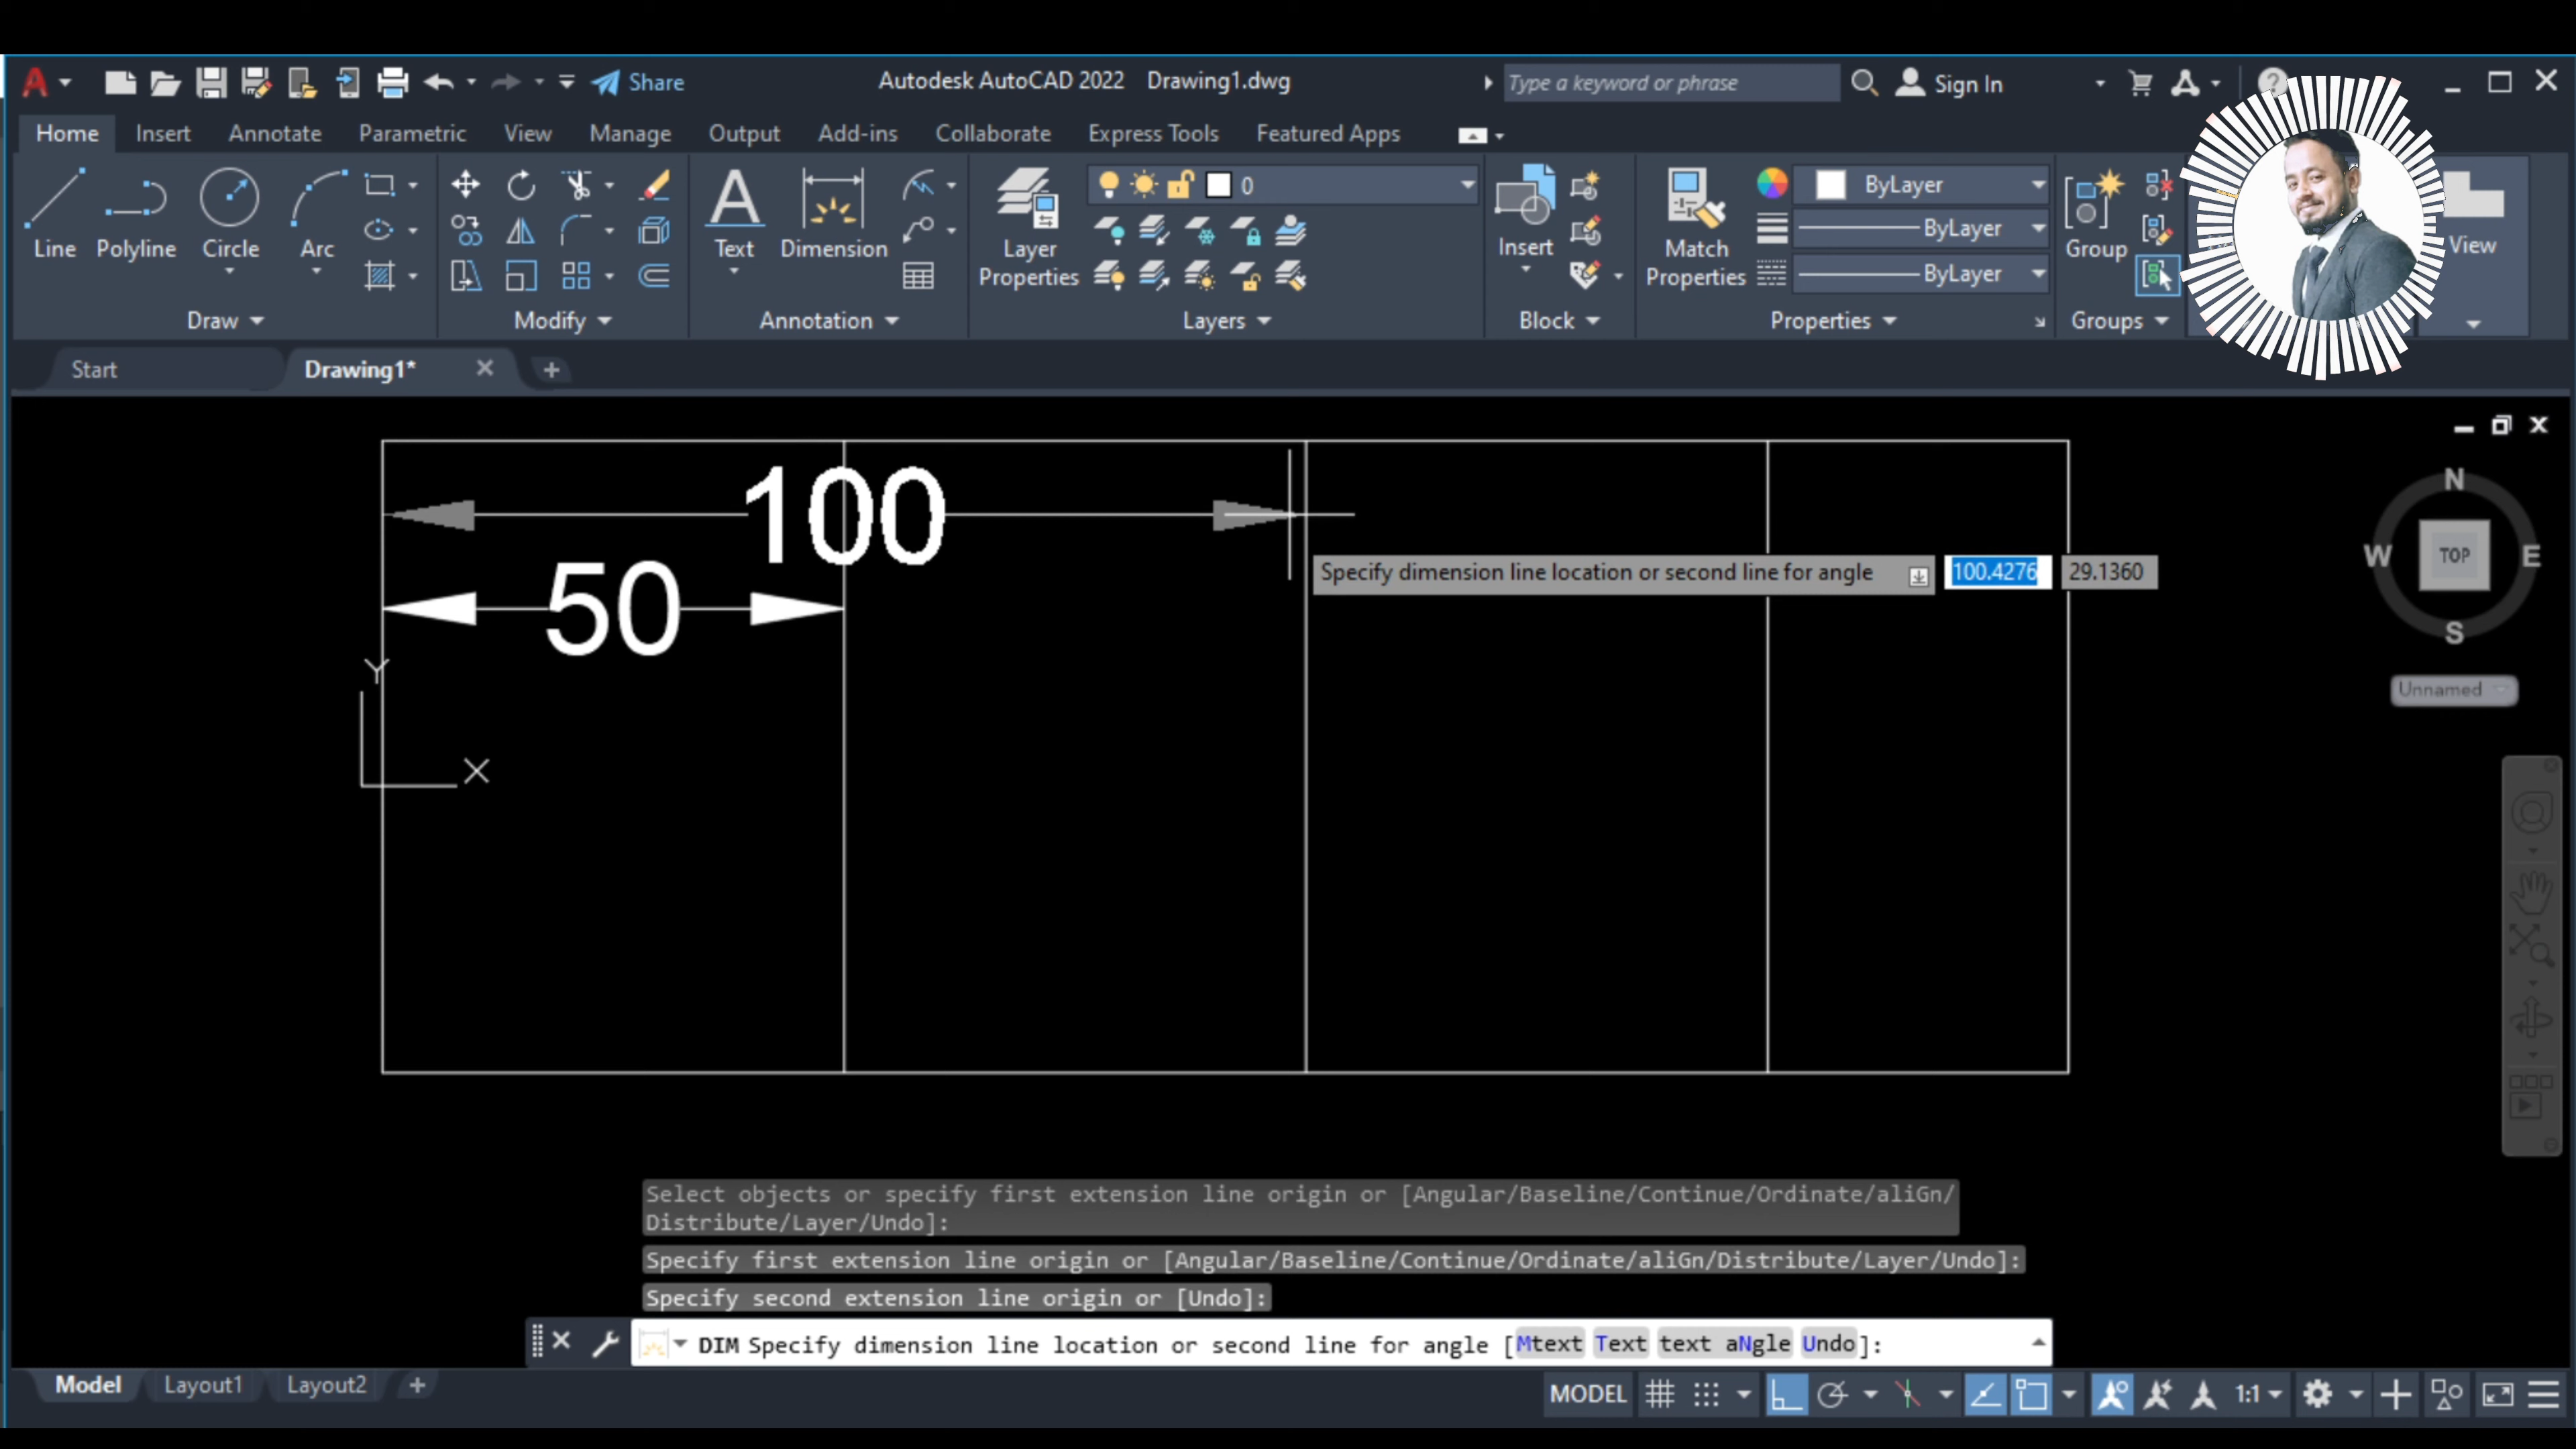 Share
Autodesk AutoCAD 2022 Drawing1.dwg
Type a keyword or phrase
Sign In
Home Insert Annotate Parametric View Manage Output Add-ins Collaborate Express Tools Featured Apps
Line Polyline Circle Arc
Text Dimension
Layer Properties
0
Insert
Match Properties
ByLayer
ByLayer
ByLayer
Group
View
Draw Modify Annotation Layers Block Properties Groups
Start Drawing1*
100
50
Y
X
Specify dimension line location or second line for angle 100.4276 29.1360
N
W TOP E
S
Unnamed
Select objects or specify first extension line origin or [Angular/Baseline/Continue/Ordinate/aliGn/
Distribute/Layer/Undo]:
Specify first extension line origin or [Angular/Baseline/Continue/Ordinate/aliGn/Distribute/Layer/Undo]:
Specify second extension line origin or [Undo]:
DIM Specify dimension line location or second line for angle [Mtext Text text aNgle Undo]:
Model Layout1 Layout2
MODEL 1:1